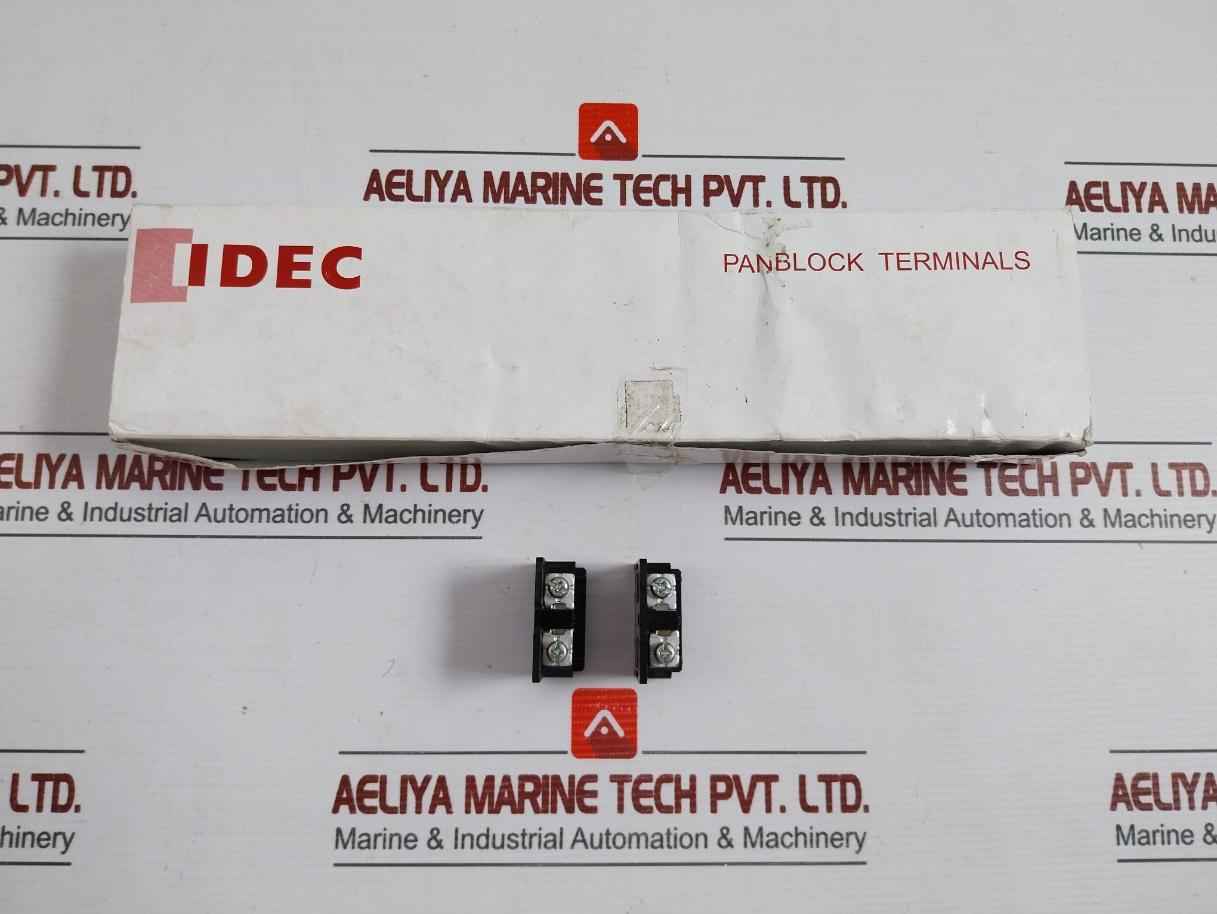 PVT. LTD.
& Machinery
AELIYA MARINE TECH PVT. LTD.
AELIYA MA
Marine & Indu
IDEC
PANBLOCK TERMINALS
AELIYA MARINE TECH PVT. LTD.
arine & Industrial Automation & Machinery
AELIYA MARINE TECH PVT. LTD.
Marine & Industrial Automation & Machinery
LTD.
hinery
AELIYA MARINE TECH PVT. LTD.
Marine & Industrial Automation & Machinery
AELIYA
Marine &